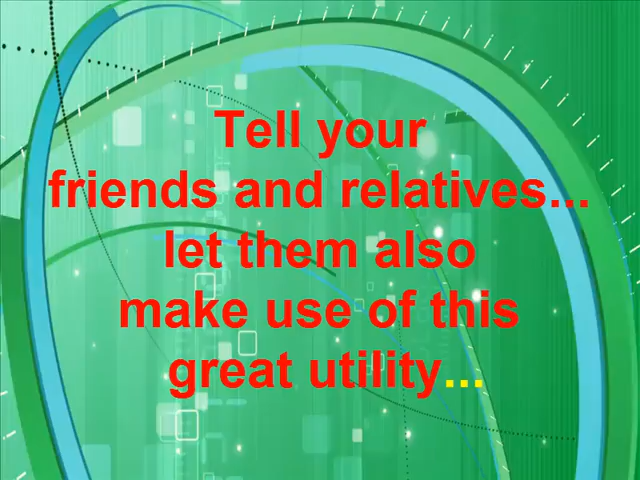 Tell your
friends and relatives...
let them also
make use of this
great utility...